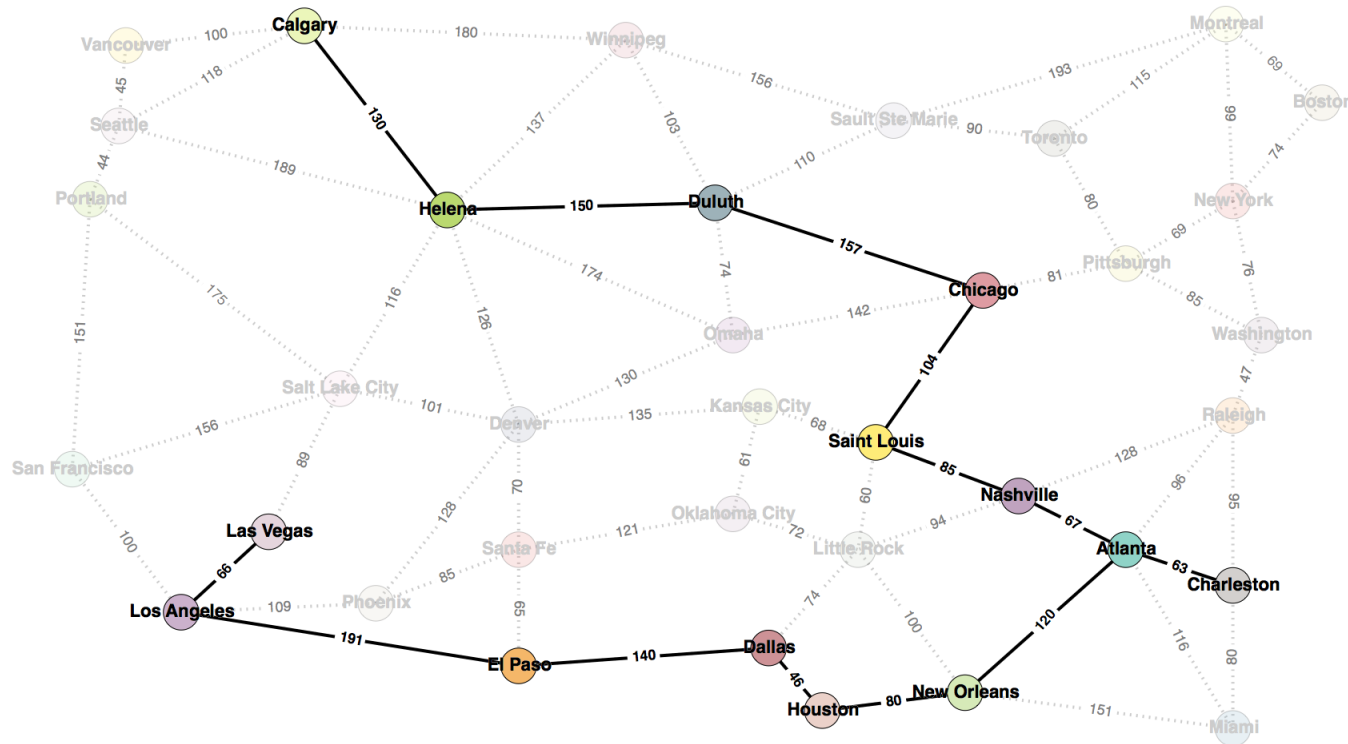 Calgary
Montreal
Vancouver
100
180
Winnipeg
118
156
193
115
69
45
Boston
Seattle
130
137
103
Sault Ste Marie
90
Toronto
99
74
44
189
110
Portland
Helena
150
Duluth
80
New York
69
157
174
74
Pittsburgh
76
175
116
126
Chicago
81
85
151
142
Omaha
Washington
104
130
47
Salt Lake City
101
Kansas City
Raleigh
156
Denver
135
68
Saint Louis
128
San Francisco
89
61
85
96
70
60
Nashville
95
128
Oklahoma City
94
67
Las Vegas
121
72
100
Santa Fe
Little Rock
Atlanta
66
85
63
Charleston
Los Angeles
109
Phoenix
65
74
100
120
191
140
Dallas
116
80
El Paso
46
New Orleans
Houston
80
151
Miami